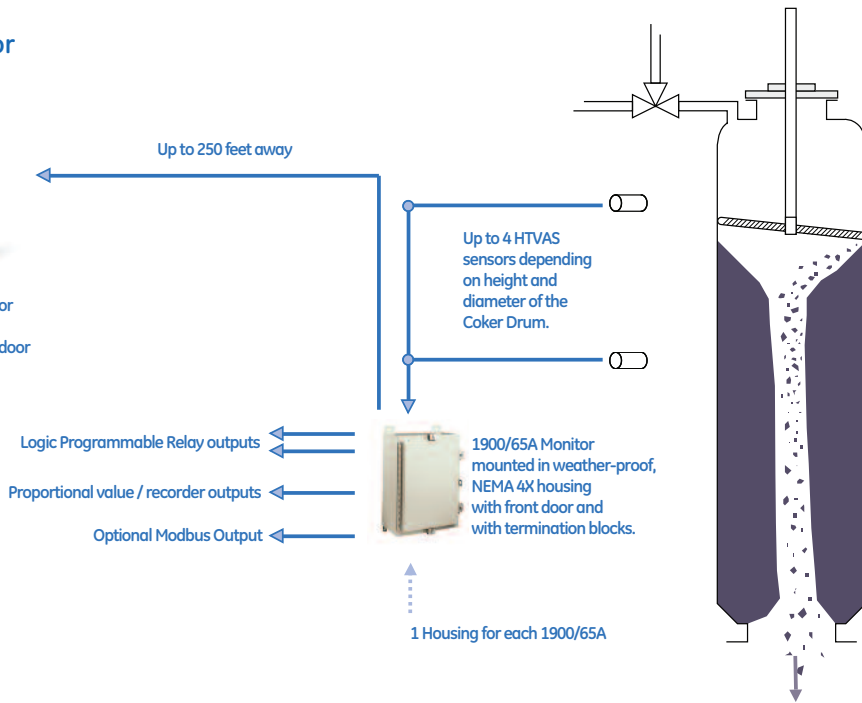 or
Up to 250 feet away
Up to 4 HTVAS
sensors depending
on height and
diameter of the
Coker Drum.
or
door
Logic Programmable Relay outputs
Proportional value / recorder outputs
Optional Modbus Output
1900/65A Monitor
mounted in weather-proof,
NEMA 4X housing
with front door and
with termination blocks.
1 Housing for each 1900/65A